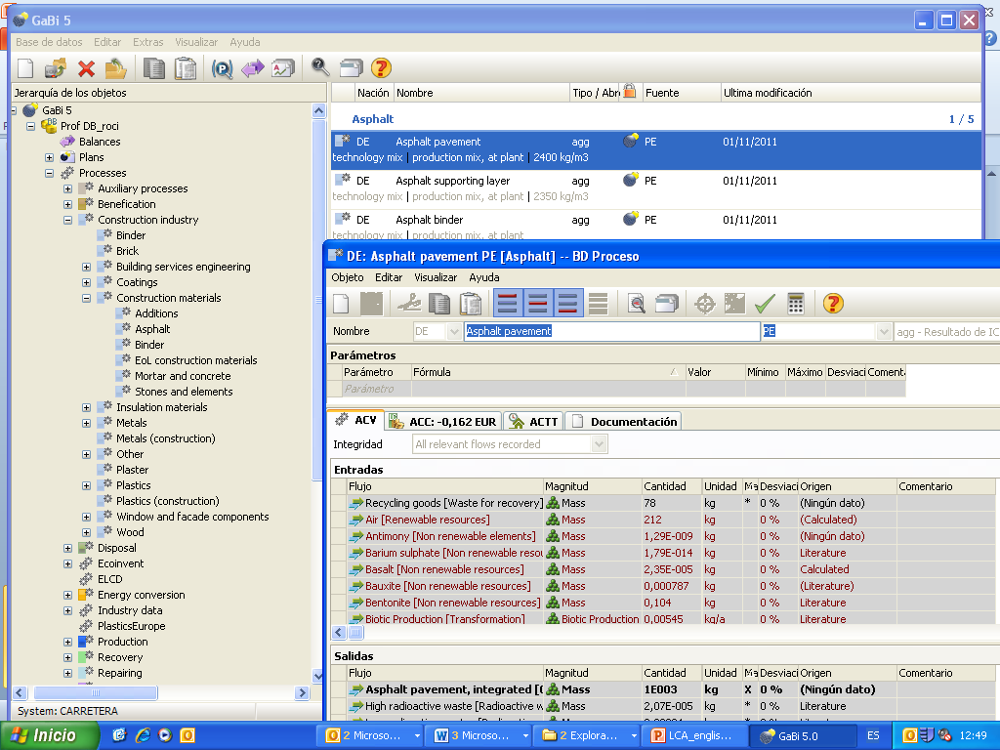 GaBi 5
Base de datos Editar Extras Visualizar Ayuda
Jerarquía de los objetos
GaBi 5
DB Prof DB_roci
Balances
Plans
Processes
Auxiliary processes
Benefication
Construction industry
Binder
Brick
Building services engineering
Coatings
Construction materials
Additions
Asphalt
Binder
EoL construction materials
Mortar and concrete
Stones and elements
Insulation materials
Metals
Metals (construction)
Other
Plaster
Plastics
Plastics (construction)
Window and facade components
Wood
Disposal
Ecoinvent
ELCD
Energy conversion
Industry data
PlasticsEurope
Production
Recovery
Repairing
System: CARRETERA
Nación Nombre Tipo / Abre Fuente Ultima modificación
Asphalt 1 / 5
DE Asphalt pavement agg PE 01/11/2011
technology mix | production mix, at plant | 2400 kg/m3
DE Asphalt supporting layer agg PE 01/11/2011
technology mix | production mix, at plant | 2350 kg/m3
DE Asphalt binder agg PE 01/11/2011
technology mix | production mix, at plant
DE: Asphalt pavement PE [Asphalt] -- BD Proceso
Objeto Editar Visualizar Ayuda
Nombre DE Asphalt pavement PE agg - Resultado de IC
Parámetros
Parámetro Fórmula Valor Mínimo Máximo Desviaci Comenta
Parámetro
ACV ACC: -0,162 EUR ACTT Documentación
Integridad All relevant flows recorded
Entradas
Flujo Magnitud Cantidad Unidad Ma Desviaci Origen Comentario
Recycling goods [Waste for recovery] Mass 78 kg * 0 % (Ningún dato)
Air [Renewable resources] Mass 212 kg 0 % (Calculated)
Antimony [Non renewable elements] Mass 1,29E-009 kg 0 % (Ningún dato)
Barium sulphate [Non renewable resou Mass 1,79E-014 kg 0 % Literature
Basalt [Non renewable resources] Mass 2,35E-005 kg 0 % Calculated
Bauxite [Non renewable resources] Mass 0,000787 kg 0 % (Literature)
Bentonite [Non renewable resources] Mass 0,104 kg 0 % Literature
Biotic Production [Transformation] Biotic Production 0,00545 kg/a 0 % Literature
Salidas
Flujo Magnitud Cantidad Unidad Ma Desviaci Origen Comentario
Asphalt pavement, integrated [C Mass 1E003 kg X 0 % (Ningún dato)
High radioactive waste [Radioactive w Mass 2,07E-005 kg 0 % Literature
Inicio 2 Microso... 3 Microso... 2 Explora... LCA_englis... GaBi 5.0 ES 12:49